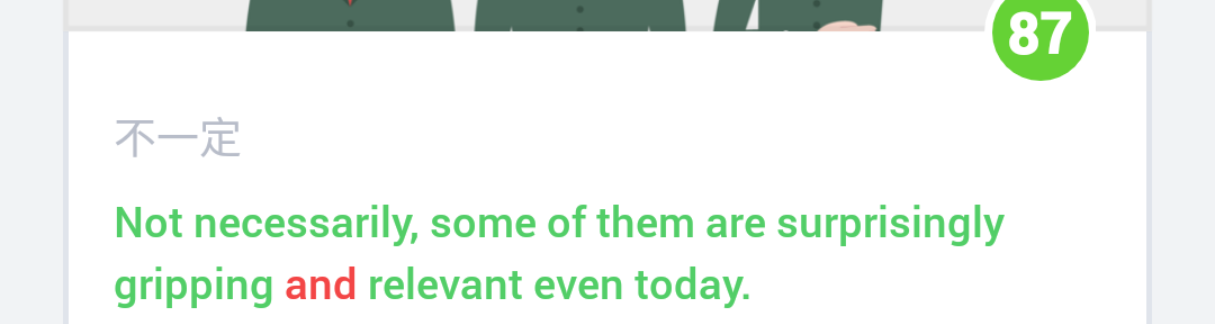 87
不一定
Not necessarily, some of them are surprisingly
gripping and relevant even today.